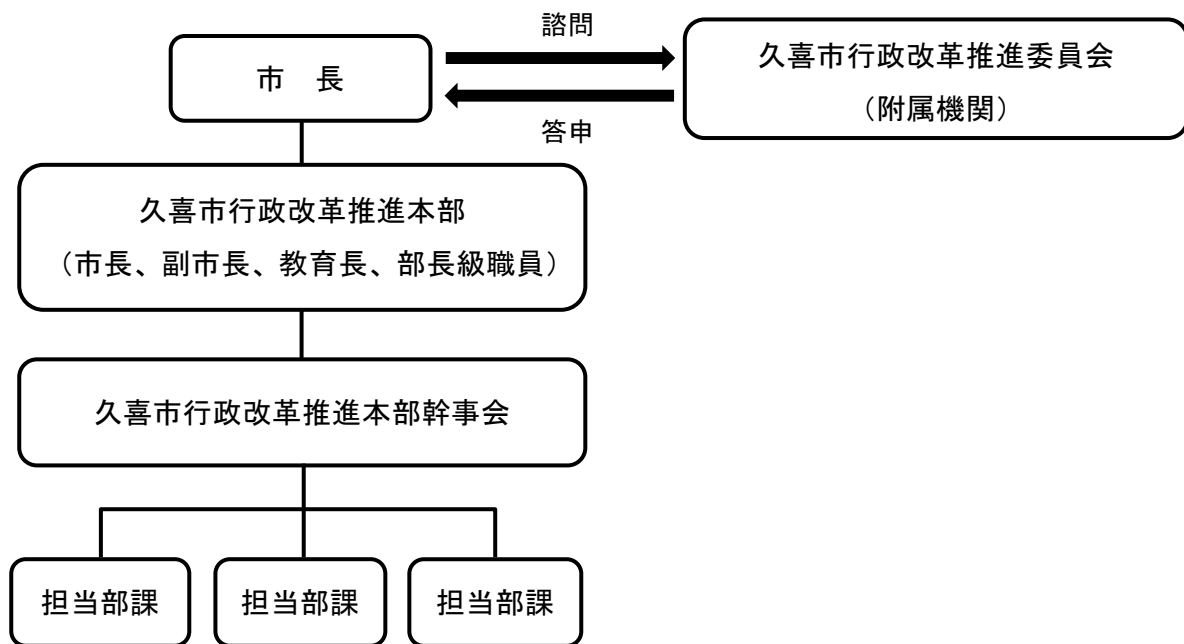 諮問
市　長
久喜市行政改革推進委員会
（附属機関）
答申
久喜市行政改革推進本部
（市長、副市長、教育長、部長級職員）
久喜市行政改革推進本部幹事会
担当部課
担当部課
担当部課